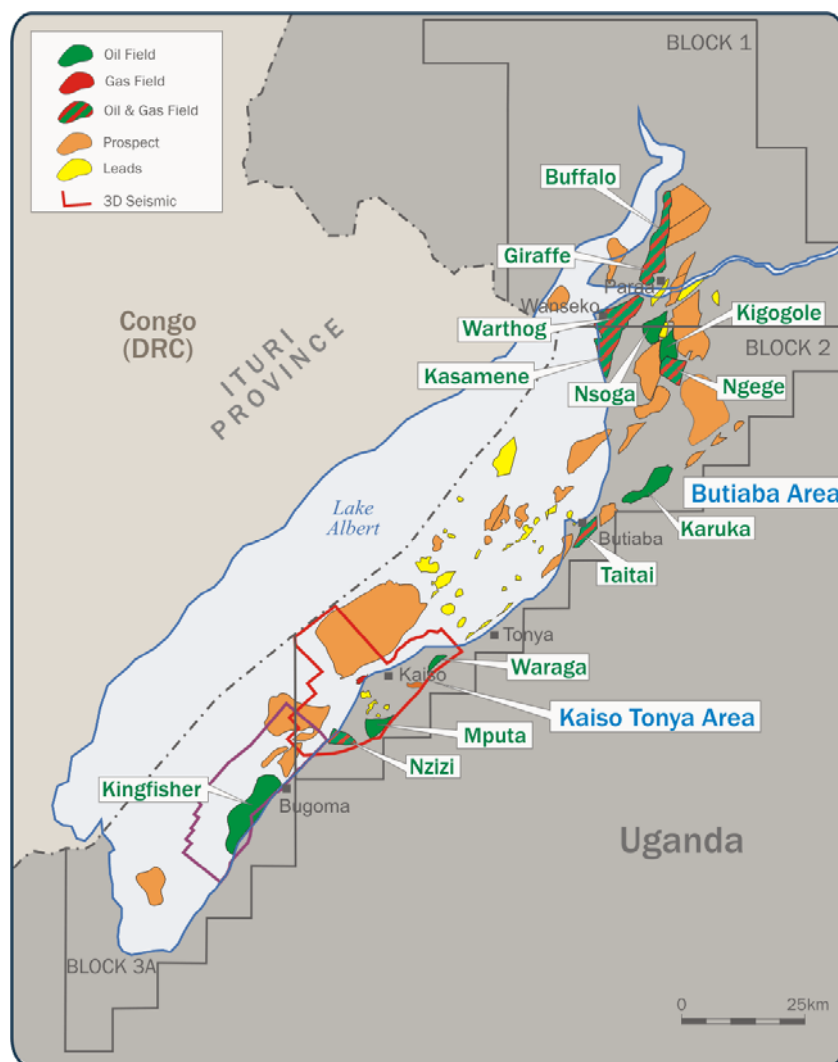 Oil Field
Gas Field
Oil & Gas Field
Prospect
Leads
3D Seismic
BLOCK 1
Buffalo
Giraffe
Paraa
Wanseko
Warthog
Kigogole
BLOCK 2
Kasamene
Nsoga
Ngege
Congo
(DRC)
ITURI
PROVINCE
Butiaba Area
Lake
Albert
Karuka
Butiaba
Taitai
Tonya
Waraga
Kaiso
Kaiso Tonya Area
Mputa
Nzizi
Kingfisher
Bugoma
Uganda
BLOCK 3A
0
25km